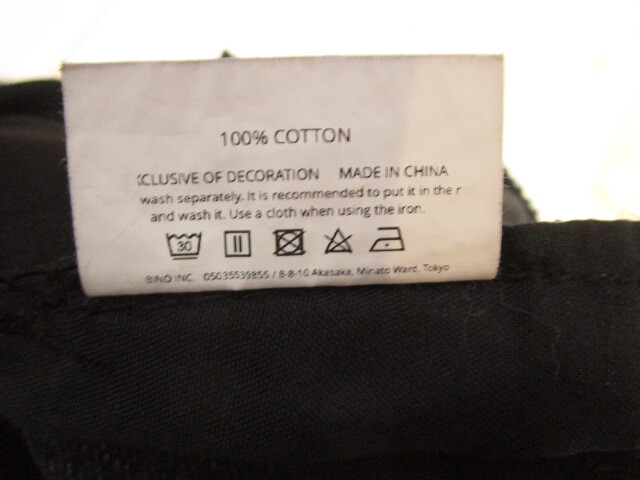 100% COTTON
XCLUSIVE OF DECORATION MADE IN CHINA
wash separately. It is recommended to put it in the r
and wash it. Use a cloth when using the iron.
30
BINO INC. 05035539855 / 8-8-10 Akasaka, Minato Ward, Tokyo